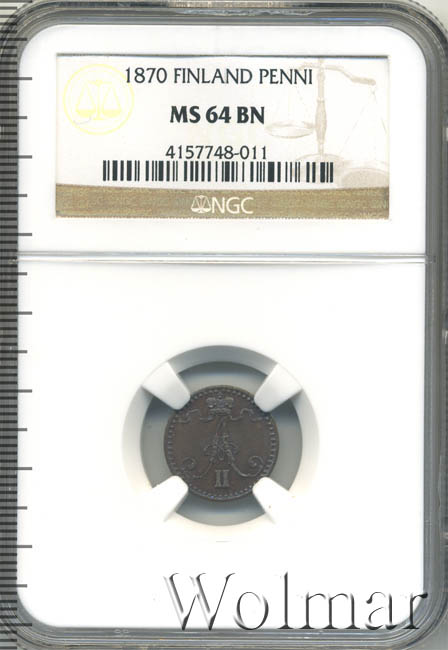 1870 FINLAND PENNI
MS 64 BN
4157748-011
NGC
A
II
Wolmar